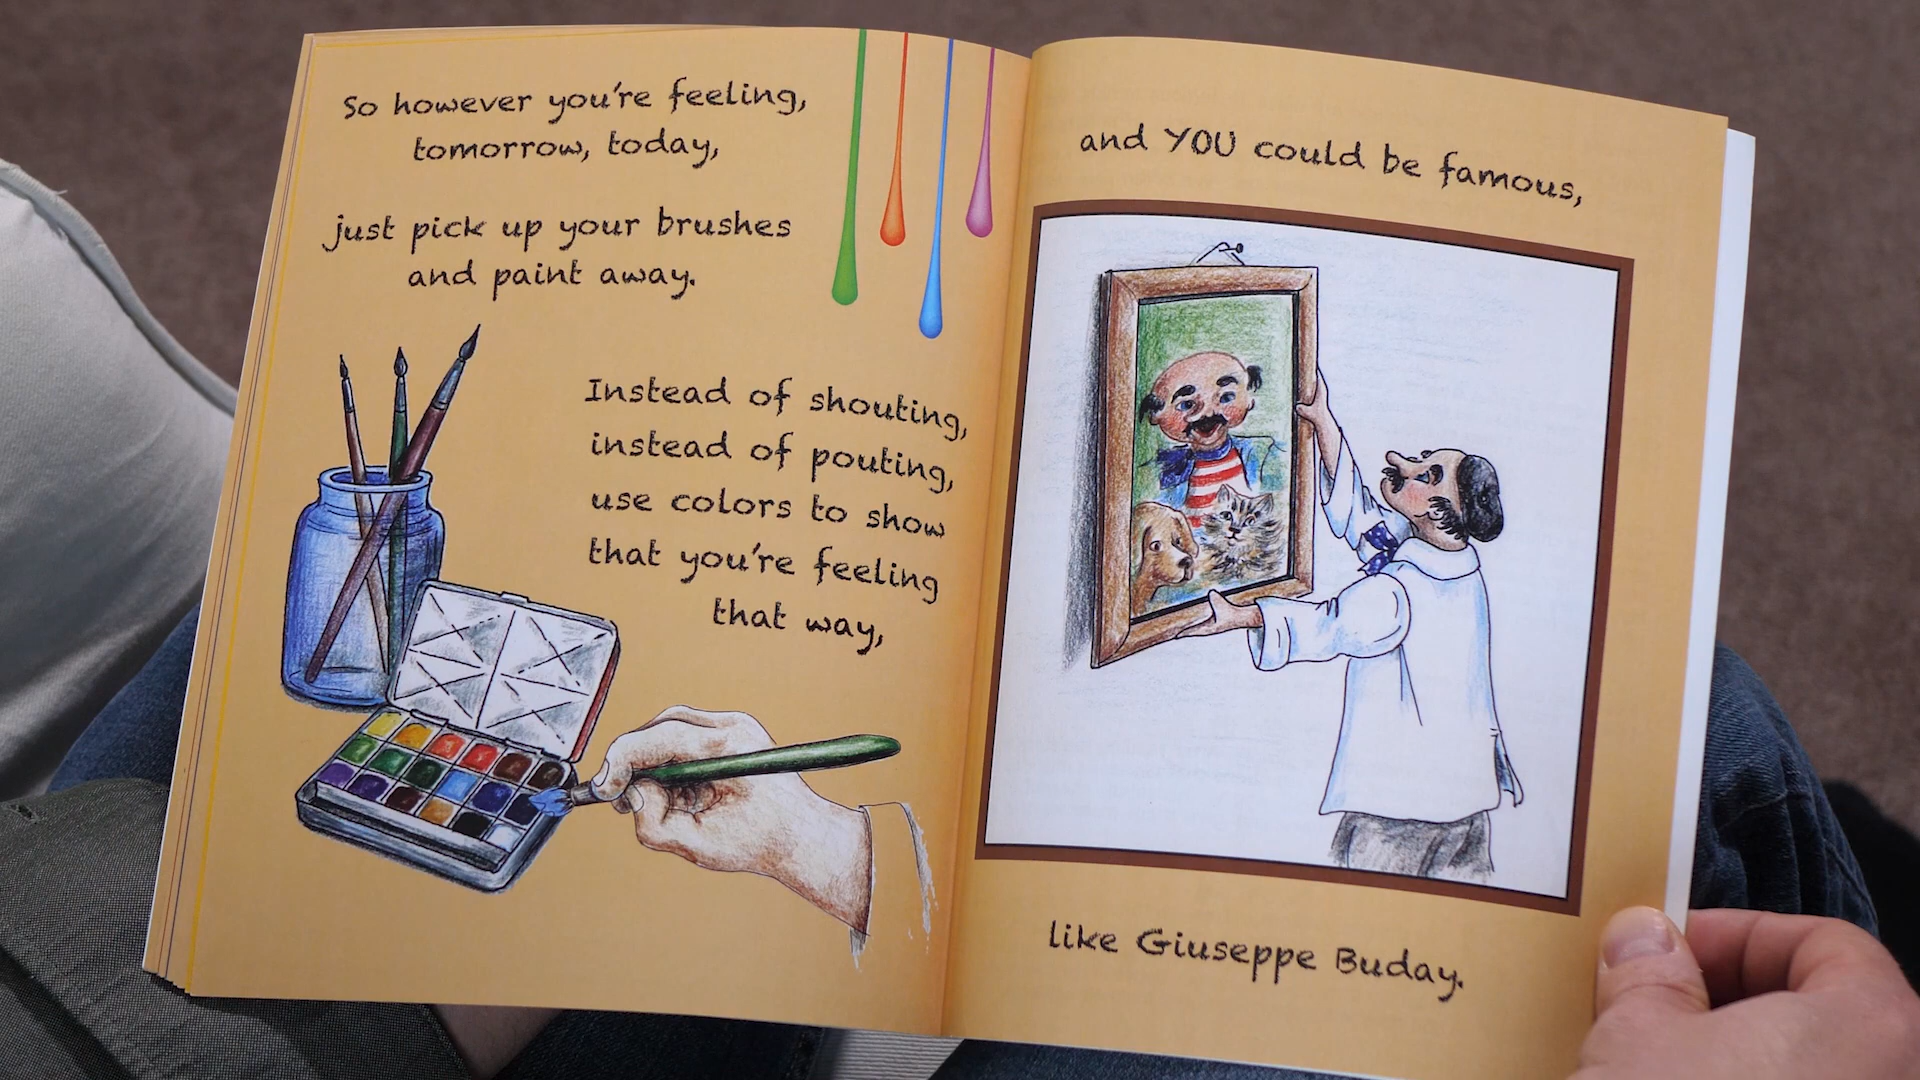 So however you're feeling,
tomorrow, today,
just pick up your brushes
and paint away.
Instead of shouting,
instead of pouting,
use colors to show
that you're feeling
that way,
and YOU could be famous,
like Giuseppe Buday.